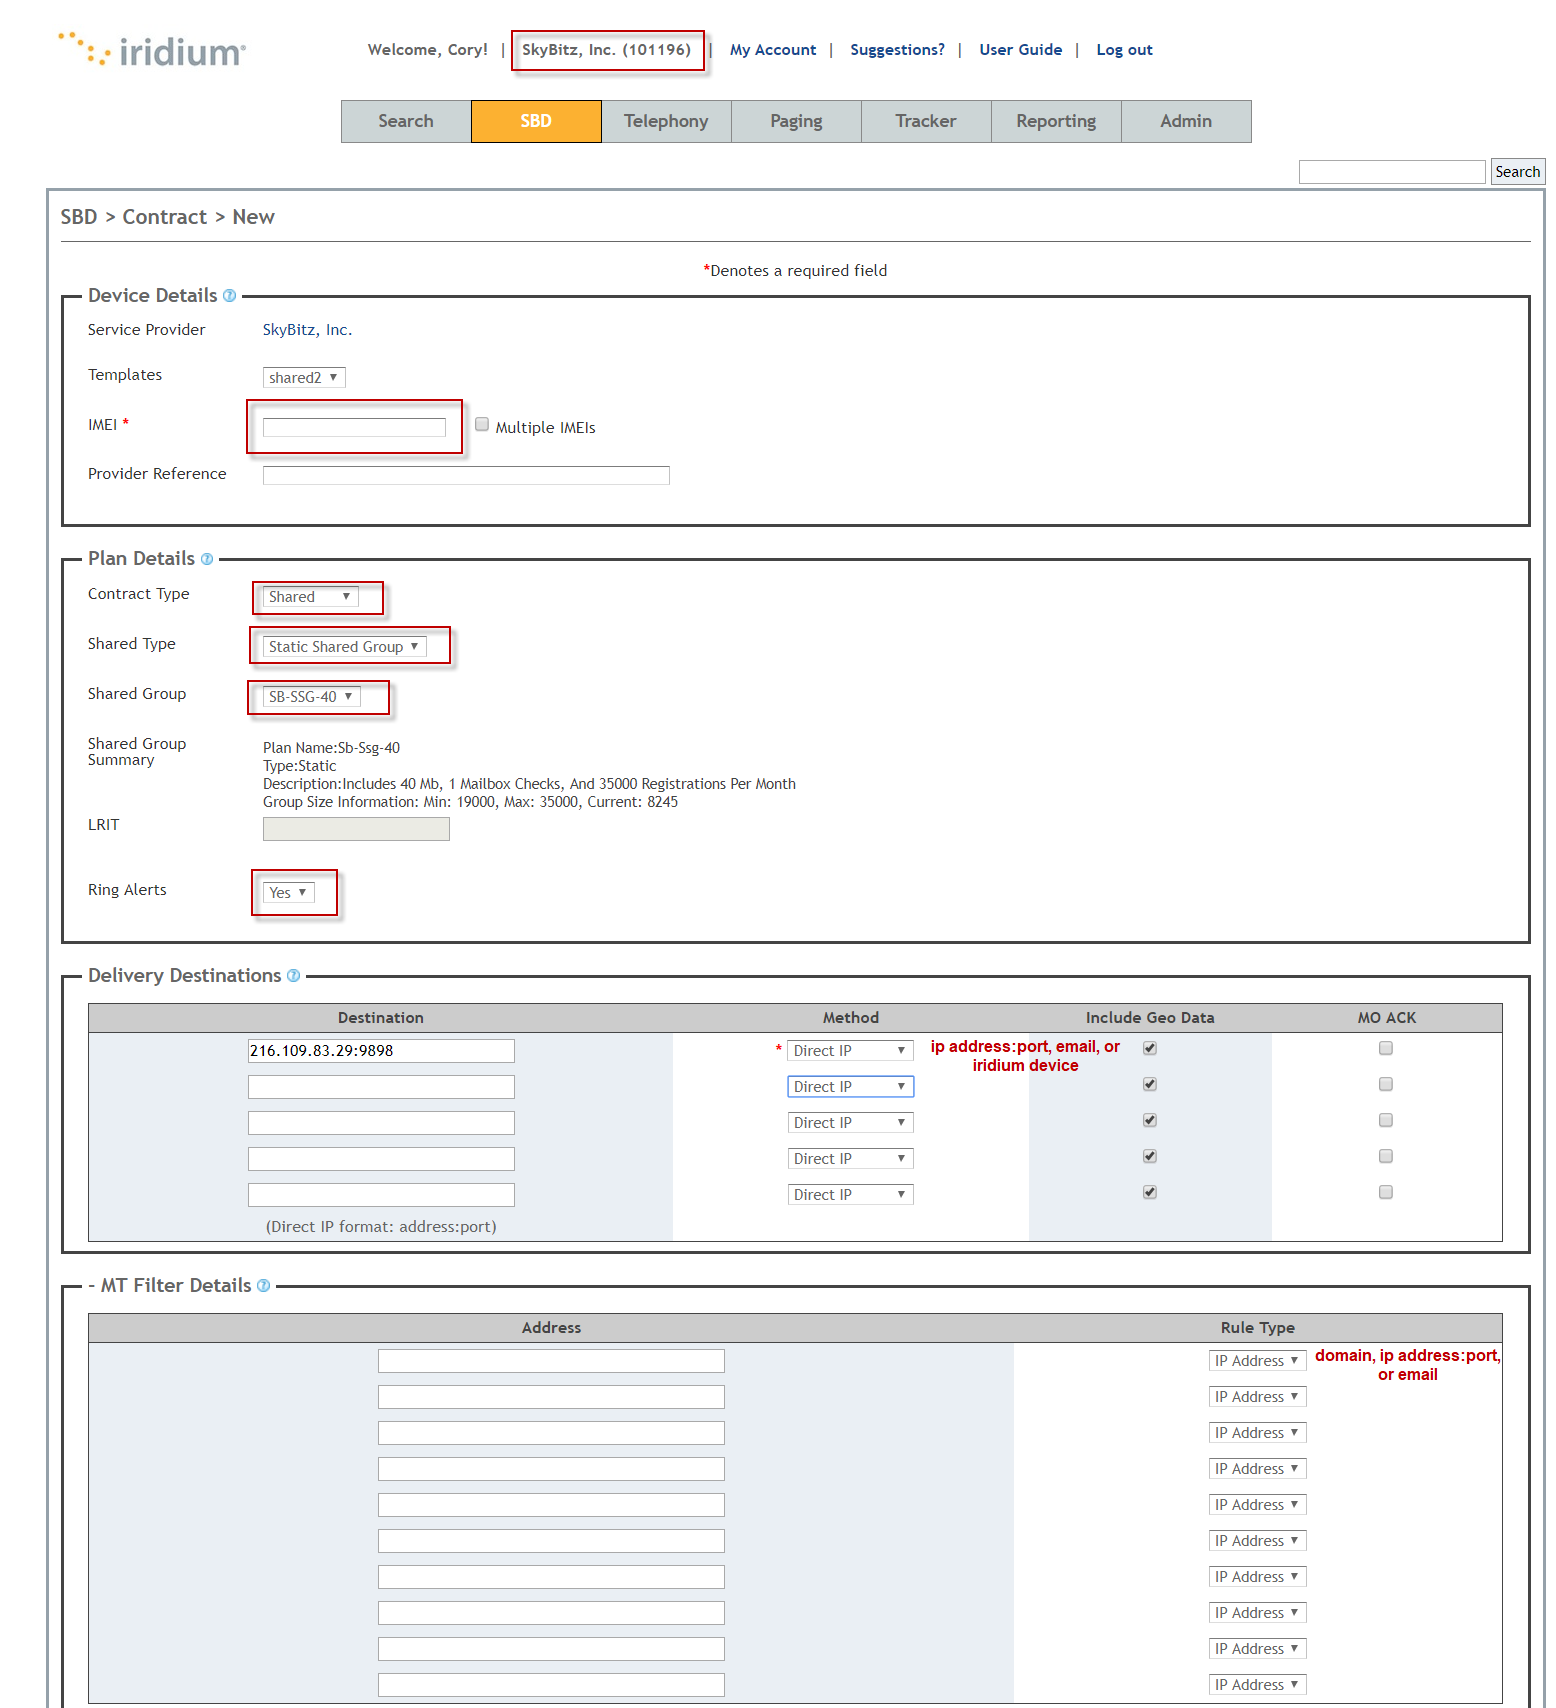 iridium®
Welcome, Cory! | SkyBitz, Inc. (101196) | My Account | Suggestions? | User Guide | Log out
Search SBD Telephony Paging Tracker Reporting Admin
Search
SBD > Contract > New
*Denotes a required field
Device Details ?
Service Provider SkyBitz, Inc.
Templates shared2
IMEI * Multiple IMEIs
Provider Reference
Plan Details ?
Contract Type Shared
Shared Type Static Shared Group
Shared Group SB-SSG-40
Shared Group
Summary
Plan Name:Sb-Ssg-40
Type:Static
Description:Includes 40 Mb, 1 Mailbox Checks, And 35000 Registrations Per Month
Group Size Information: Min: 19000, Max: 35000, Current: 8245
LRIT
Ring Alerts Yes
Delivery Destinations ?
Destination Method Include Geo Data MO ACK
216.109.83.29:9898 * Direct IP ip address:port, email, or
iridium device
Direct IP
Direct IP
Direct IP
Direct IP
(Direct IP format: address:port)
- MT Filter Details ?
Address Rule Type
IP Address domain, ip address:port,
or email
IP Address
IP Address
IP Address
IP Address
IP Address
IP Address
IP Address
IP Address
IP Address